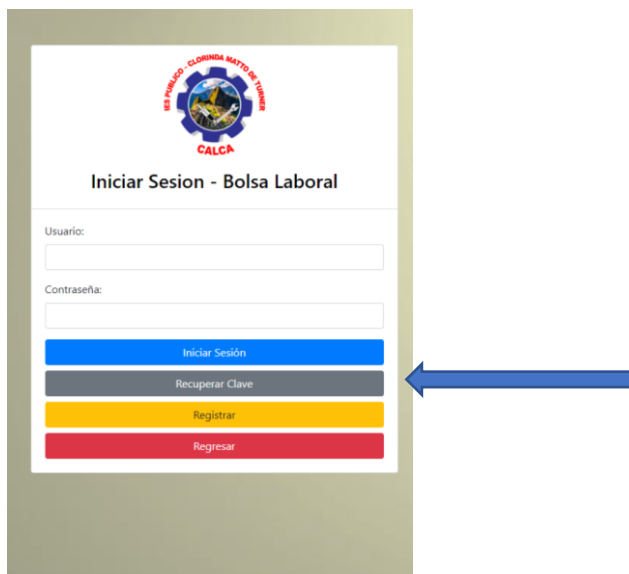 IES PUBLICO - CLORINDA MATTO DE TURNER
CALCA
Iniciar Sesion - Bolsa Laboral
Usuario:
Contraseña:
Iniciar Sesión
Recuperar Clave
Registrar
Regresar